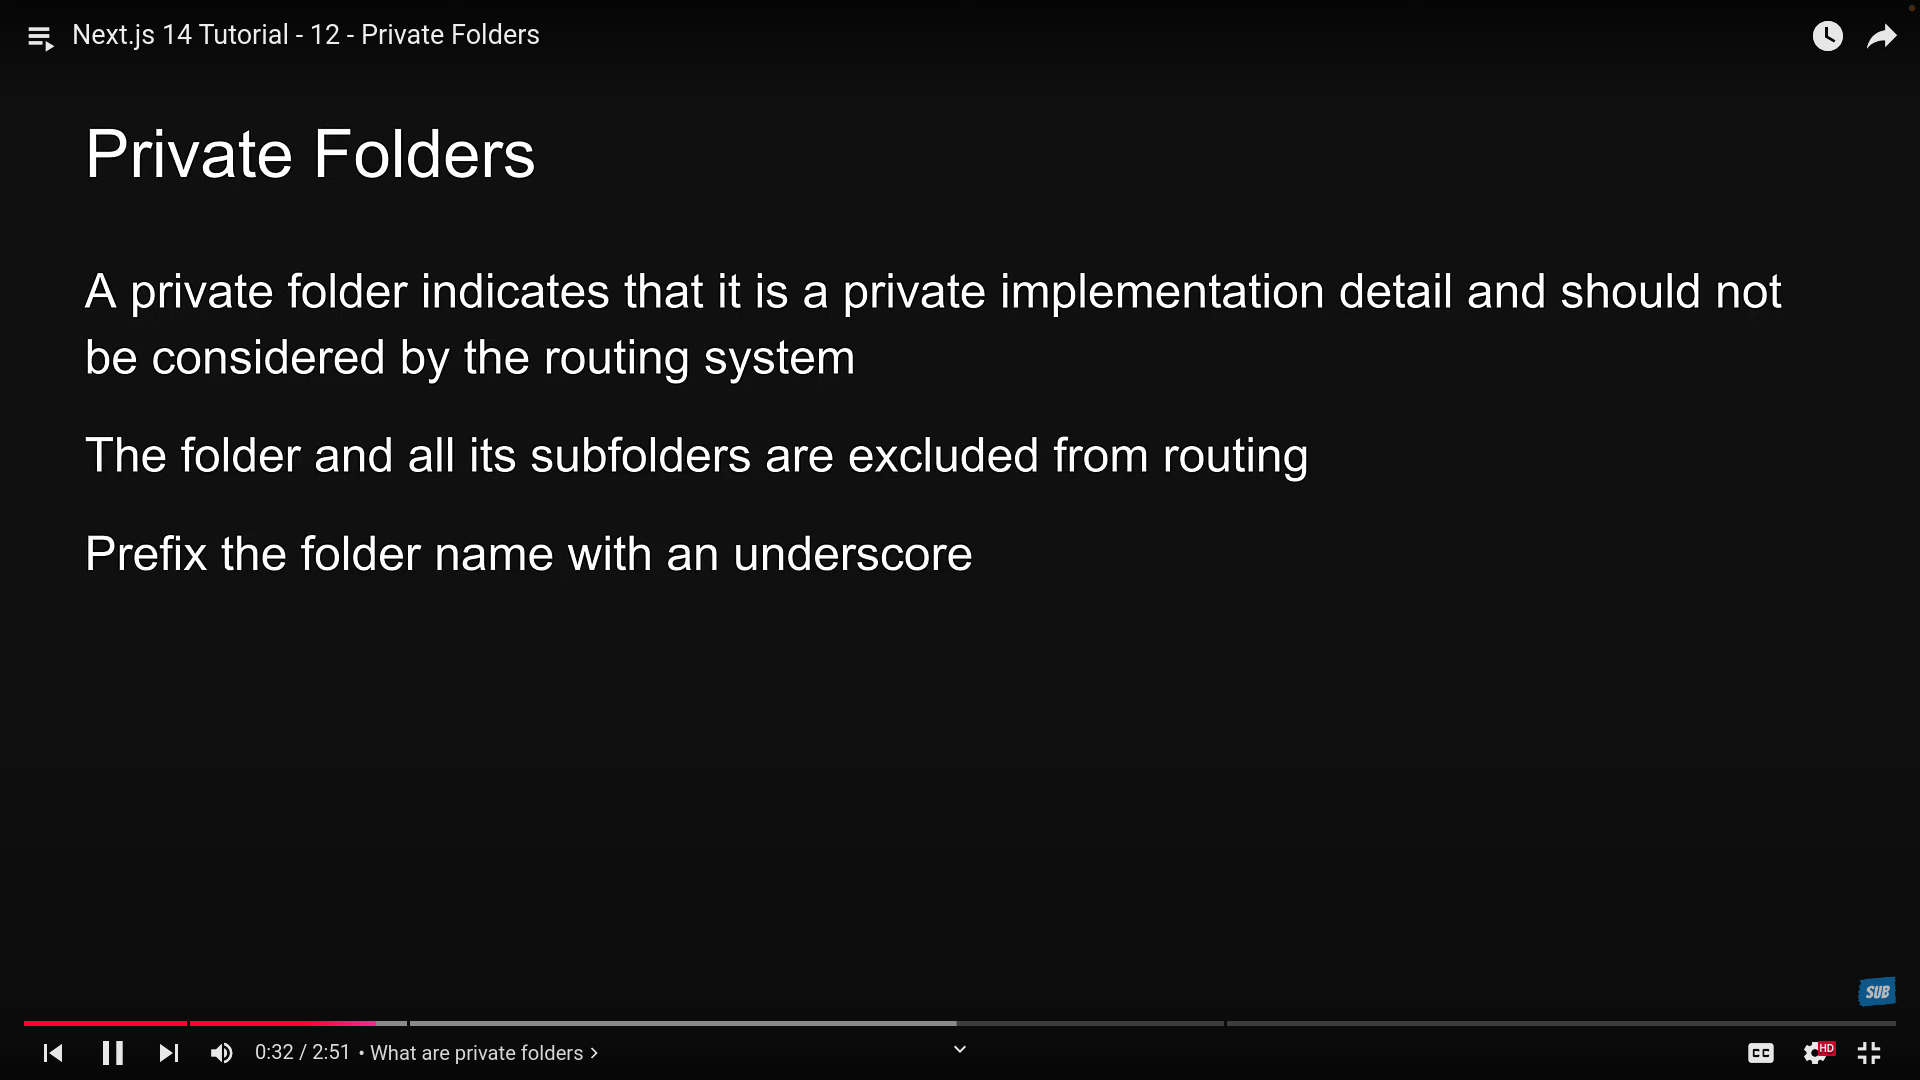 Next.js 14 Tutorial - 12 - Private Folders
Private Folders
A private folder indicates that it is a private implementation detail and should not
be considered by the routing system
The folder and all its subfolders are excluded from routing
Prefix the folder name with an underscore
SUB
0:32 / 2:51 • What are private folders
CC
HD